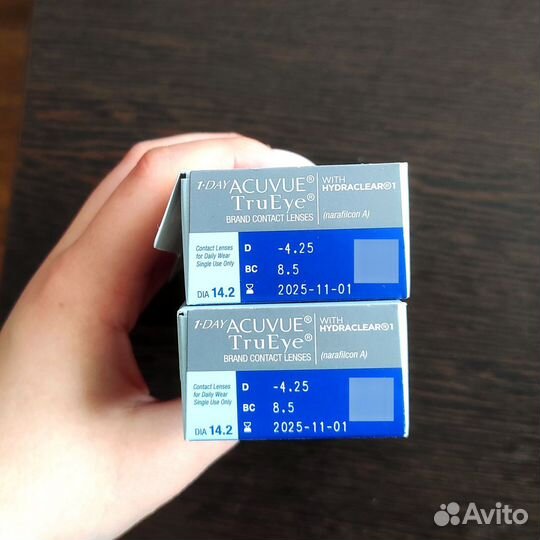 1·DAY ACUVUE®
TruEye®
BRAND CONTACT LENSES
WITH
HYDRACLEAR®1
(narafilcon A)
Contact Lenses
for Daily Wear
Single Use Only
DIA 14.2
D -4.25
BC 8.5
2025-11-01
1·DAY ACUVUE®
TruEye®
BRAND CONTACT LENSES
WITH
HYDRACLEAR®1
(narafilcon A)
Contact Lenses
for Daily Wear
Single Use Only
DIA 14.2
D -4.25
BC 8.5
2025-11-01
Avito